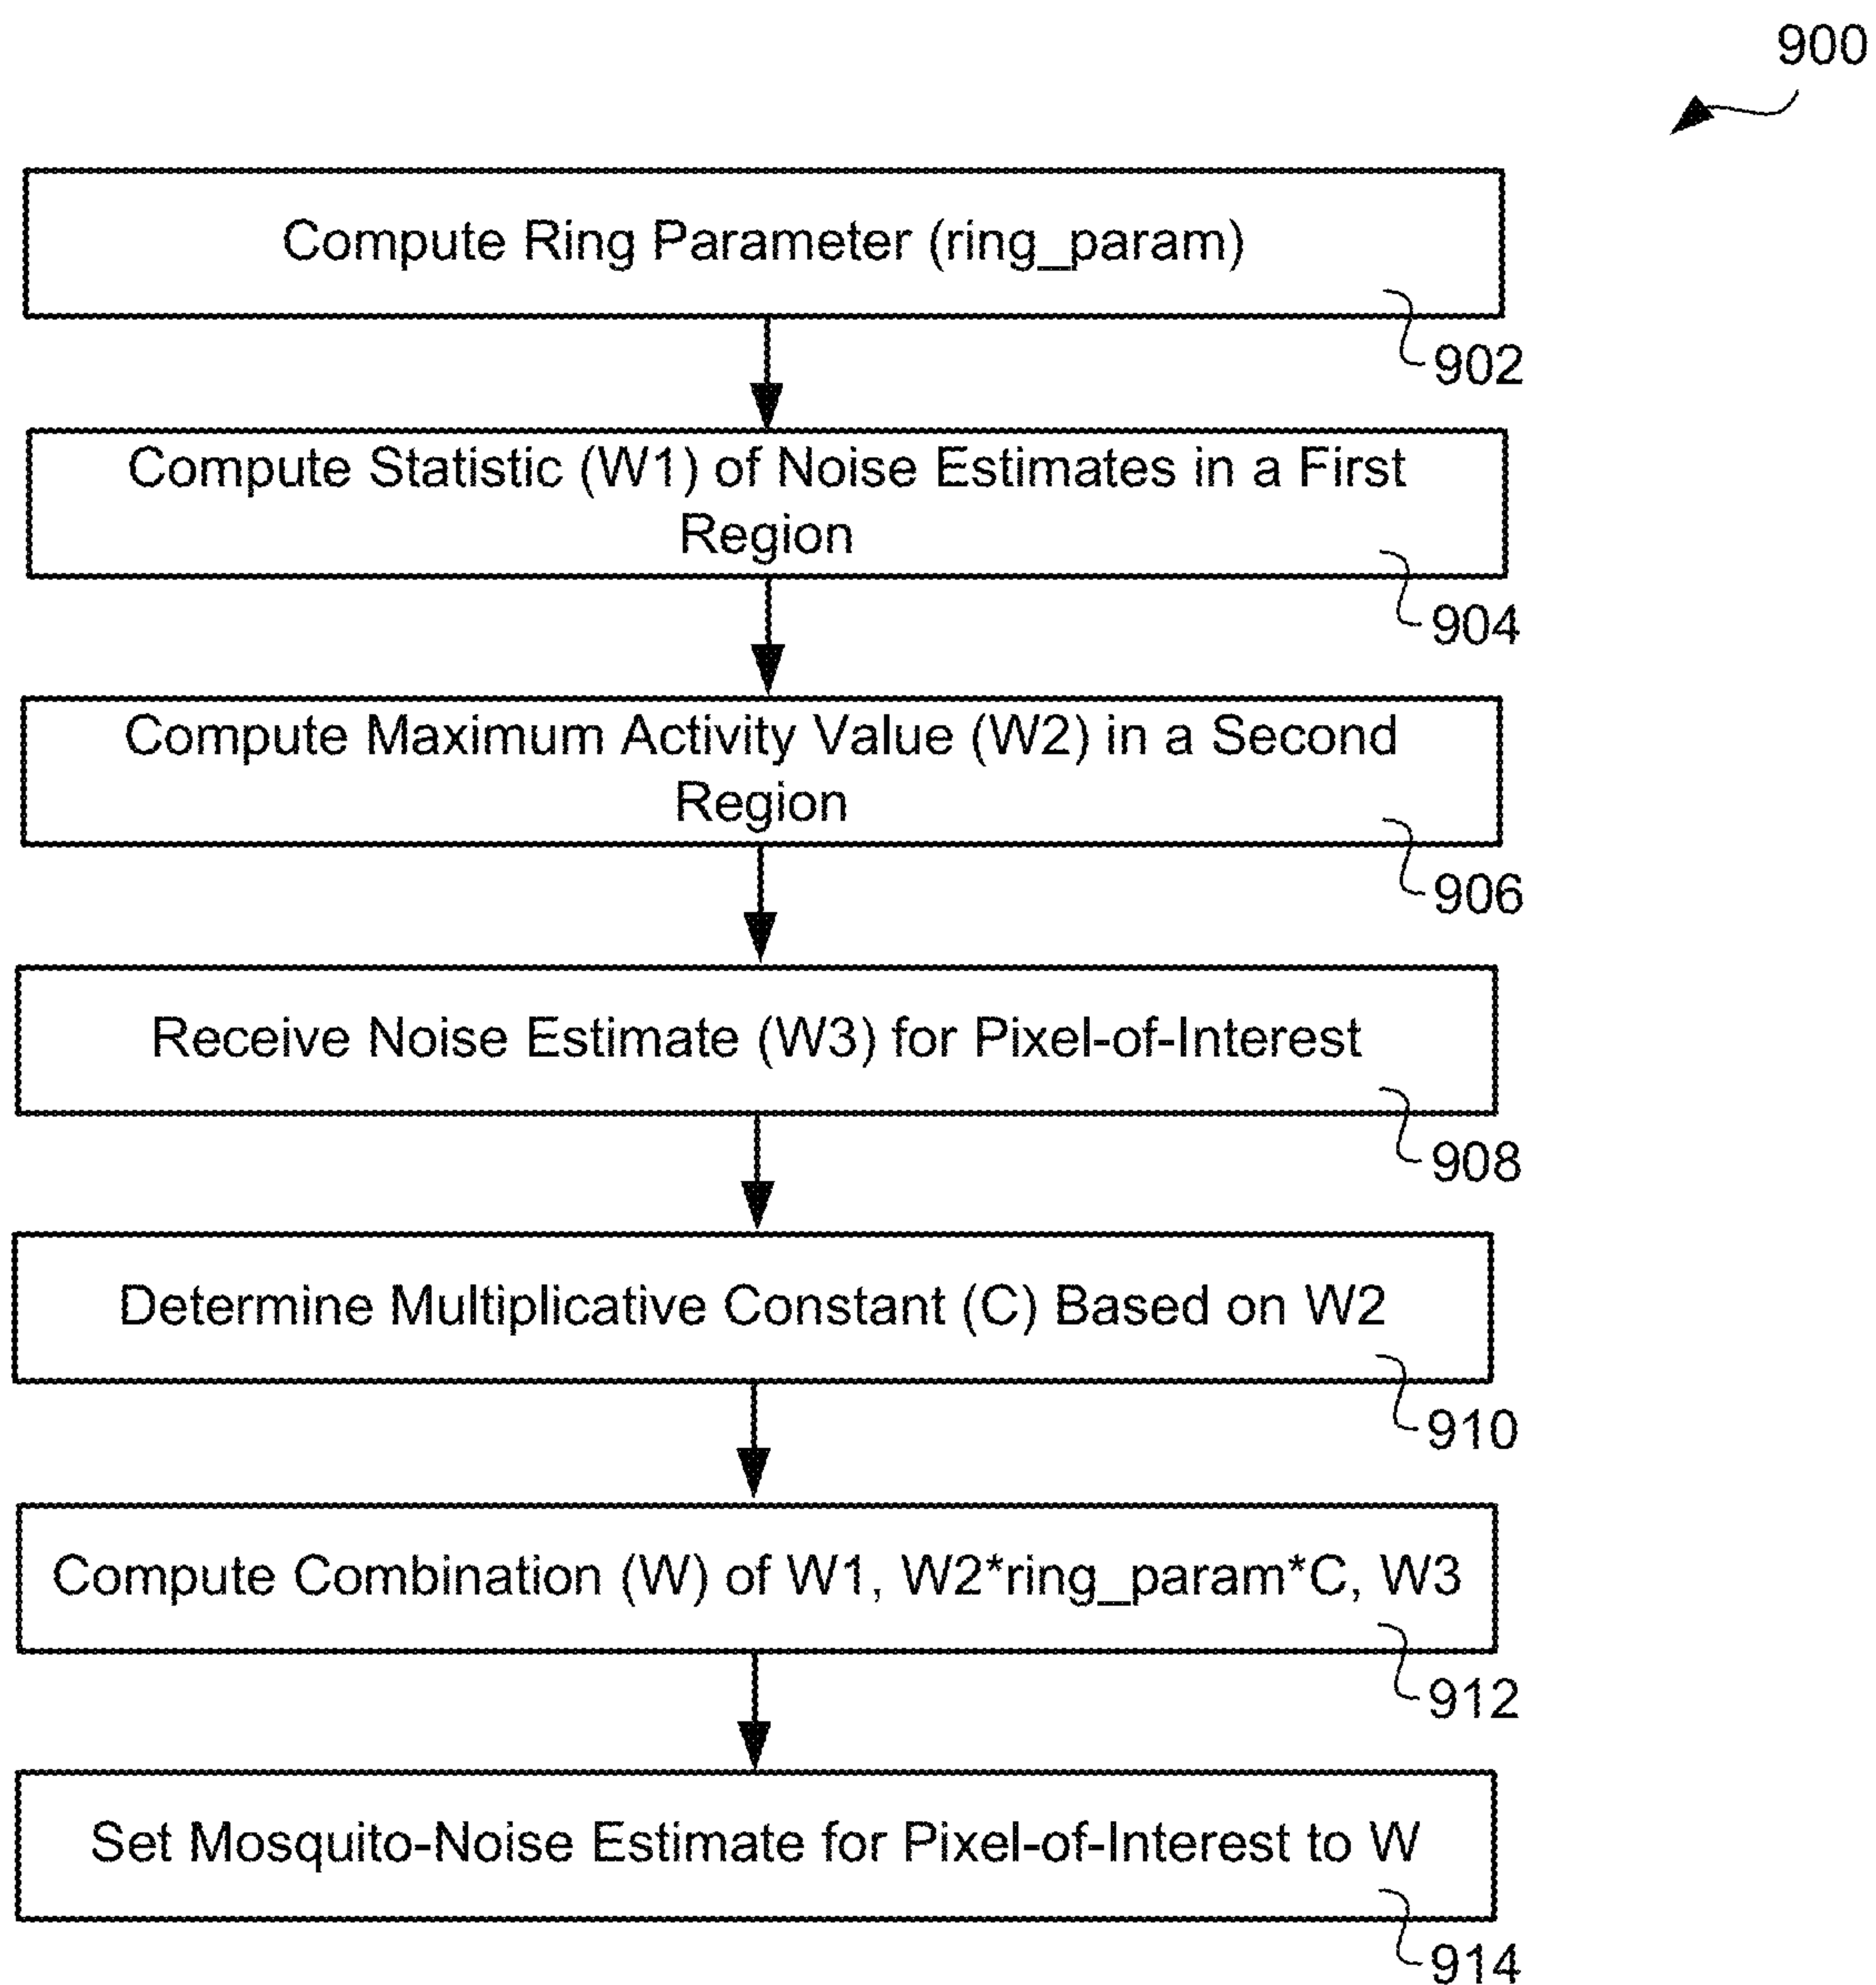 900
Compute Ring Parameter (ring_param)
902
Compute Statistic (W1) of Noise Estimates in a First
Region
904
Compute Maximum Activity Value (W2) in a Second
Region
906
Receive Noise Estimate (W3) for Pixel-of-Interest
908
Determine Multiplicative Constant (C) Based on W2
910
Compute Combination (W) of W1, W2*ring_param*C, W3
912
Set Mosquito-Noise Estimate for Pixel-of-Interest to W
914